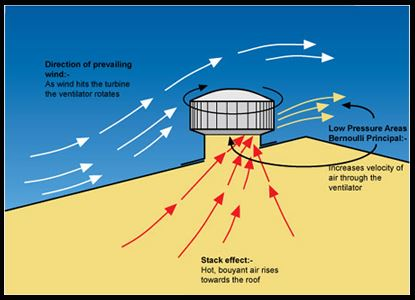 Direction of prevailing
wind:-
As wind hits the turbine
the ventilator rotates
Low Pressure Areas
Bernoulli Principal:-
Increases velocity of
air through the
ventilator
Stack effect:-
Hot, bouyant air rises
towards the roof